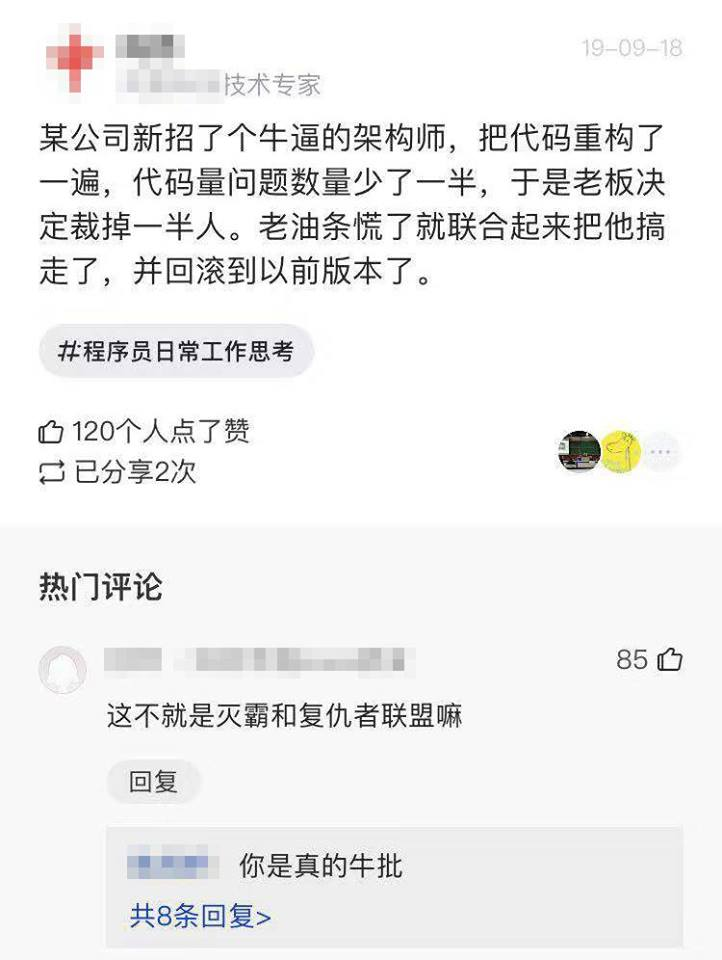 19-09-18
技术专家
某公司新招了个牛逼的架构师，把代码重构了
一遍，代码量问题数量少了一半，于是老板决
定裁掉一半人。老油条慌了就联合起来把他搞
走了，并回滚到以前版本了。
#程序员日常工作思考
120个人点了赞
已分享2次
热门评论
85
这不就是灭霸和复仇者联盟嘛
回复
你是真的牛批
共8条回复>